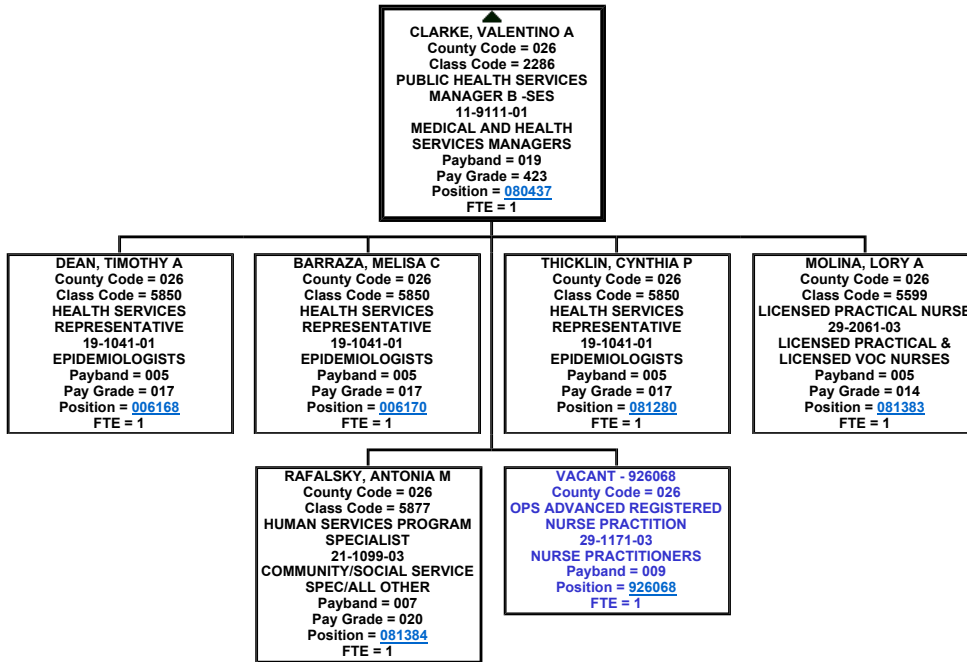 CLARKE, VALENTINO A
County Code = 026
Class Code = 2286
PUBLIC HEALTH SERVICES
MANAGER B -SES
11-9111-01
MEDICAL AND HEALTH
SERVICES MANAGERS
Payband = 019
Pay Grade = 423
Position = 080437
FTE = 1
DEAN, TIMOTHY A
County Code = 026
Class Code = 5850
HEALTH SERVICES
REPRESENTATIVE
19-1041-01
EPIDEMIOLOGISTS
Payband = 005
Pay Grade = 017
Position = 006168
FTE = 1
BARRAZA, MELISA C
County Code = 026
Class Code = 5850
HEALTH SERVICES
REPRESENTATIVE
19-1041-01
EPIDEMIOLOGISTS
Payband = 005
Pay Grade = 017
Position = 006170
FTE = 1
THICKLIN, CYNTHIA P
County Code = 026
Class Code = 5850
HEALTH SERVICES
REPRESENTATIVE
19-1041-01
EPIDEMIOLOGISTS
Payband = 005
Pay Grade = 017
Position = 081280
FTE = 1
MOLINA, LORY A
County Code = 026
Class Code = 5599
LICENSED PRACTICAL NURSE
29-2061-03
LICENSED PRACTICAL &
LICENSED VOC NURSES
Payband = 005
Pay Grade = 014
Position = 081383
FTE = 1
RAFALSKY, ANTONIA M
County Code = 026
Class Code = 5877
HUMAN SERVICES PROGRAM
SPECIALIST
21-1099-03
COMMUNITY/SOCIAL SERVICE
SPEC/ALL OTHER
Payband = 007
Pay Grade = 020
Position = 081384
FTE = 1
VACANT - 926068
County Code = 026
OPS ADVANCED REGISTERED
NURSE PRACTITION
29-1171-03
NURSE PRACTITIONERS
Payband = 009
Position = 926068
FTE = 1